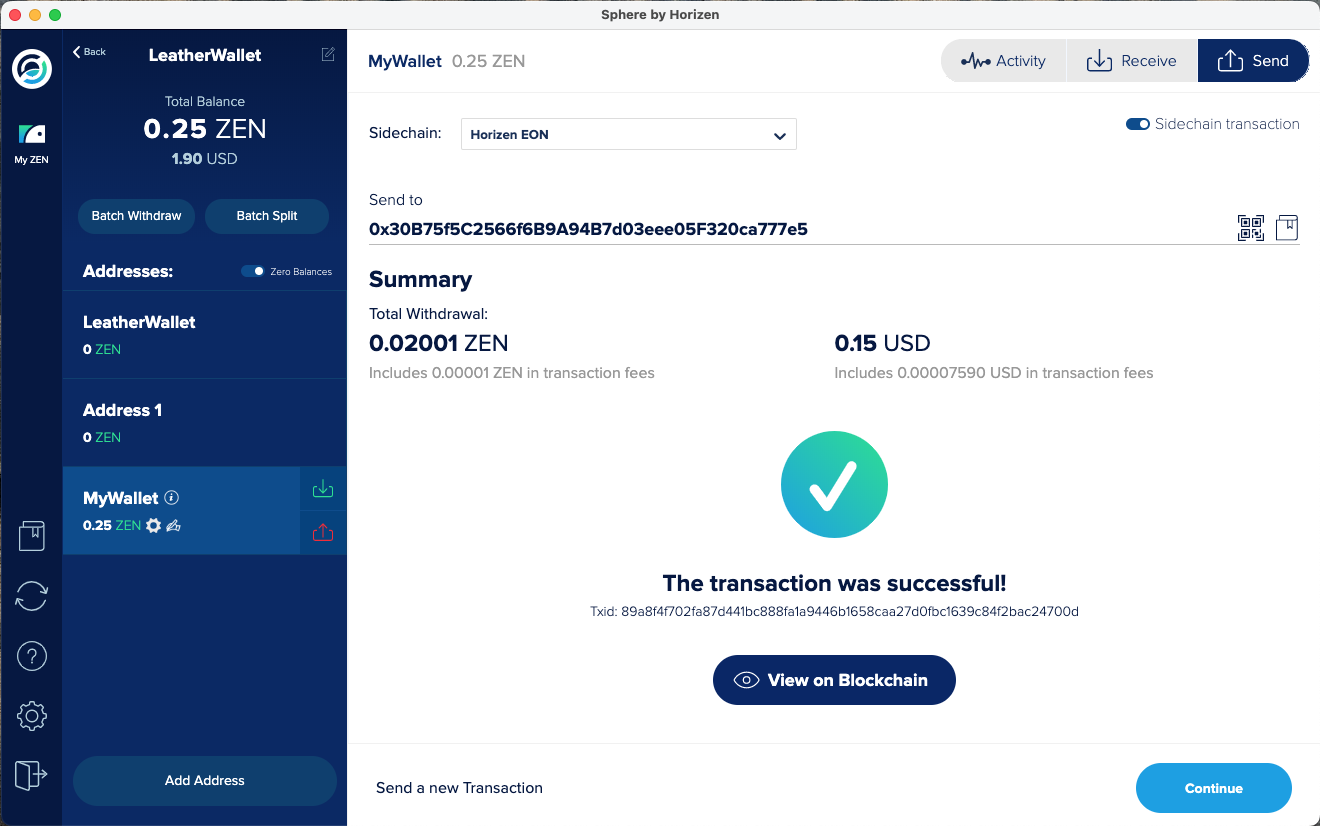 Sphere by Horizen
Back
LeatherWallet
Total Balance
0.25 ZEN
1.90 USD
Batch Withdraw
Batch Split
Addresses:
Zero Balances
LeatherWallet
0 ZEN
Address 1
0 ZEN
MyWallet
0.25 ZEN
Add Address
My ZEN
MyWallet 0.25 ZEN
Activity
Receive
Send
Sidechain:
Horizen EON
Sidechain transaction
Send to
0x30B75f5C2566f6B9A94B7d03eee05F320ca777e5
Summary
Total Withdrawal:
0.02001 ZEN
Includes 0.00001 ZEN in transaction fees
0.15 USD
Includes 0.00007590 USD in transaction fees
The transaction was successful!
Txid: 89a8f4f702fa87d441bc888fa1a9446b1658caa27d0fbc1639c84f2bac24700d
View on Blockchain
Send a new Transaction
Continue